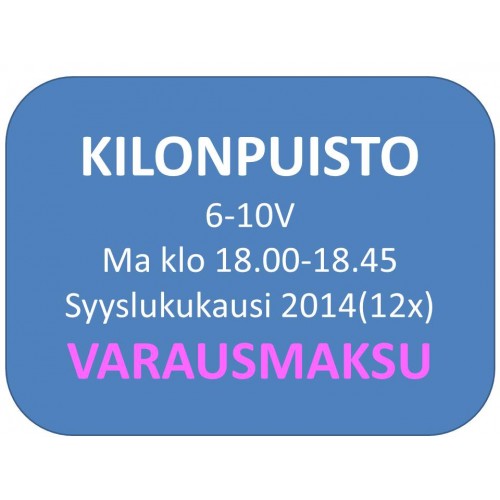 KILONPUISTO
6-10V
Ma klo 18.00-18.45
Syyslukukausi 2014(12x)
VARAUSMAKSU